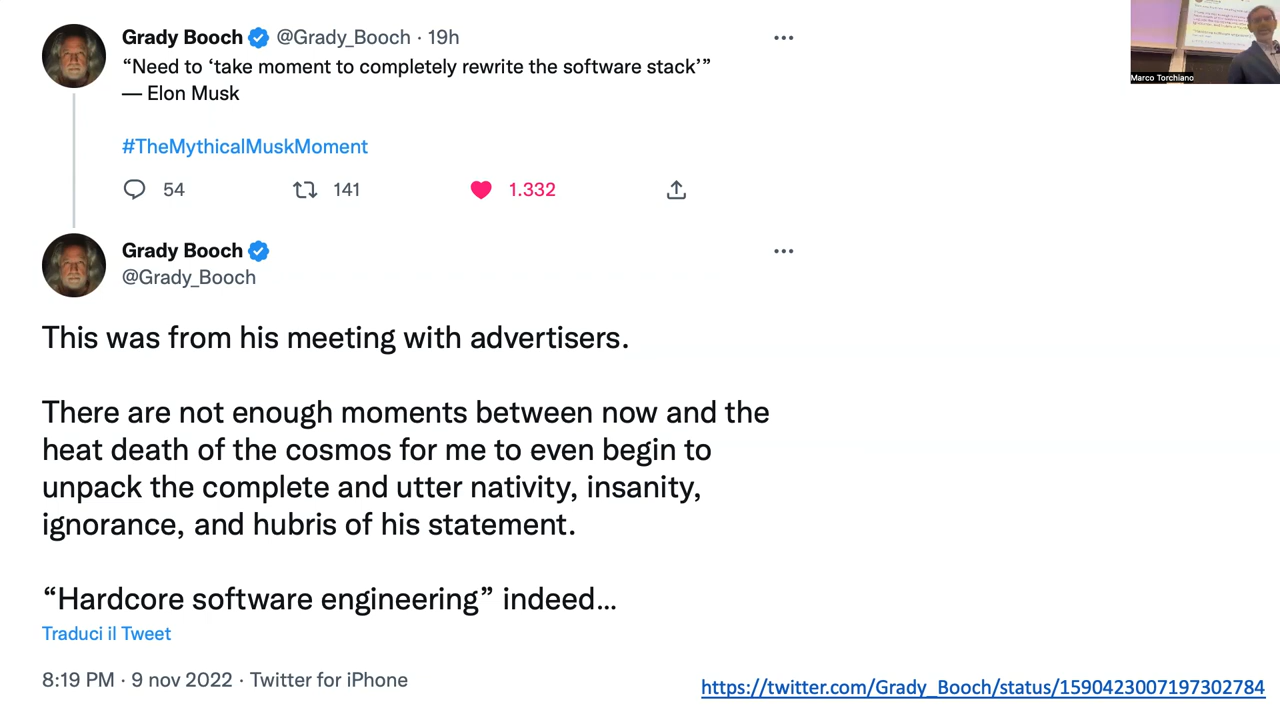 Grady Booch @Grady_Booch · 19h
“Need to ‘take moment to completely rewrite the software stack’”
— Elon Musk
#TheMythicalMuskMoment
54 141 1.332
Grady Booch
@Grady_Booch
This was from his meeting with advertisers.
There are not enough moments between now and the
heat death of the cosmos for me to even begin to
unpack the complete and utter nativity, insanity,
ignorance, and hubris of his statement.
“Hardcore software engineering” indeed...
Traduci il Tweet
8:19 PM · 9 nov 2022 · Twitter for iPhone
https://twitter.com/Grady_Booch/status/1590423007197302784
Marco Torchiano